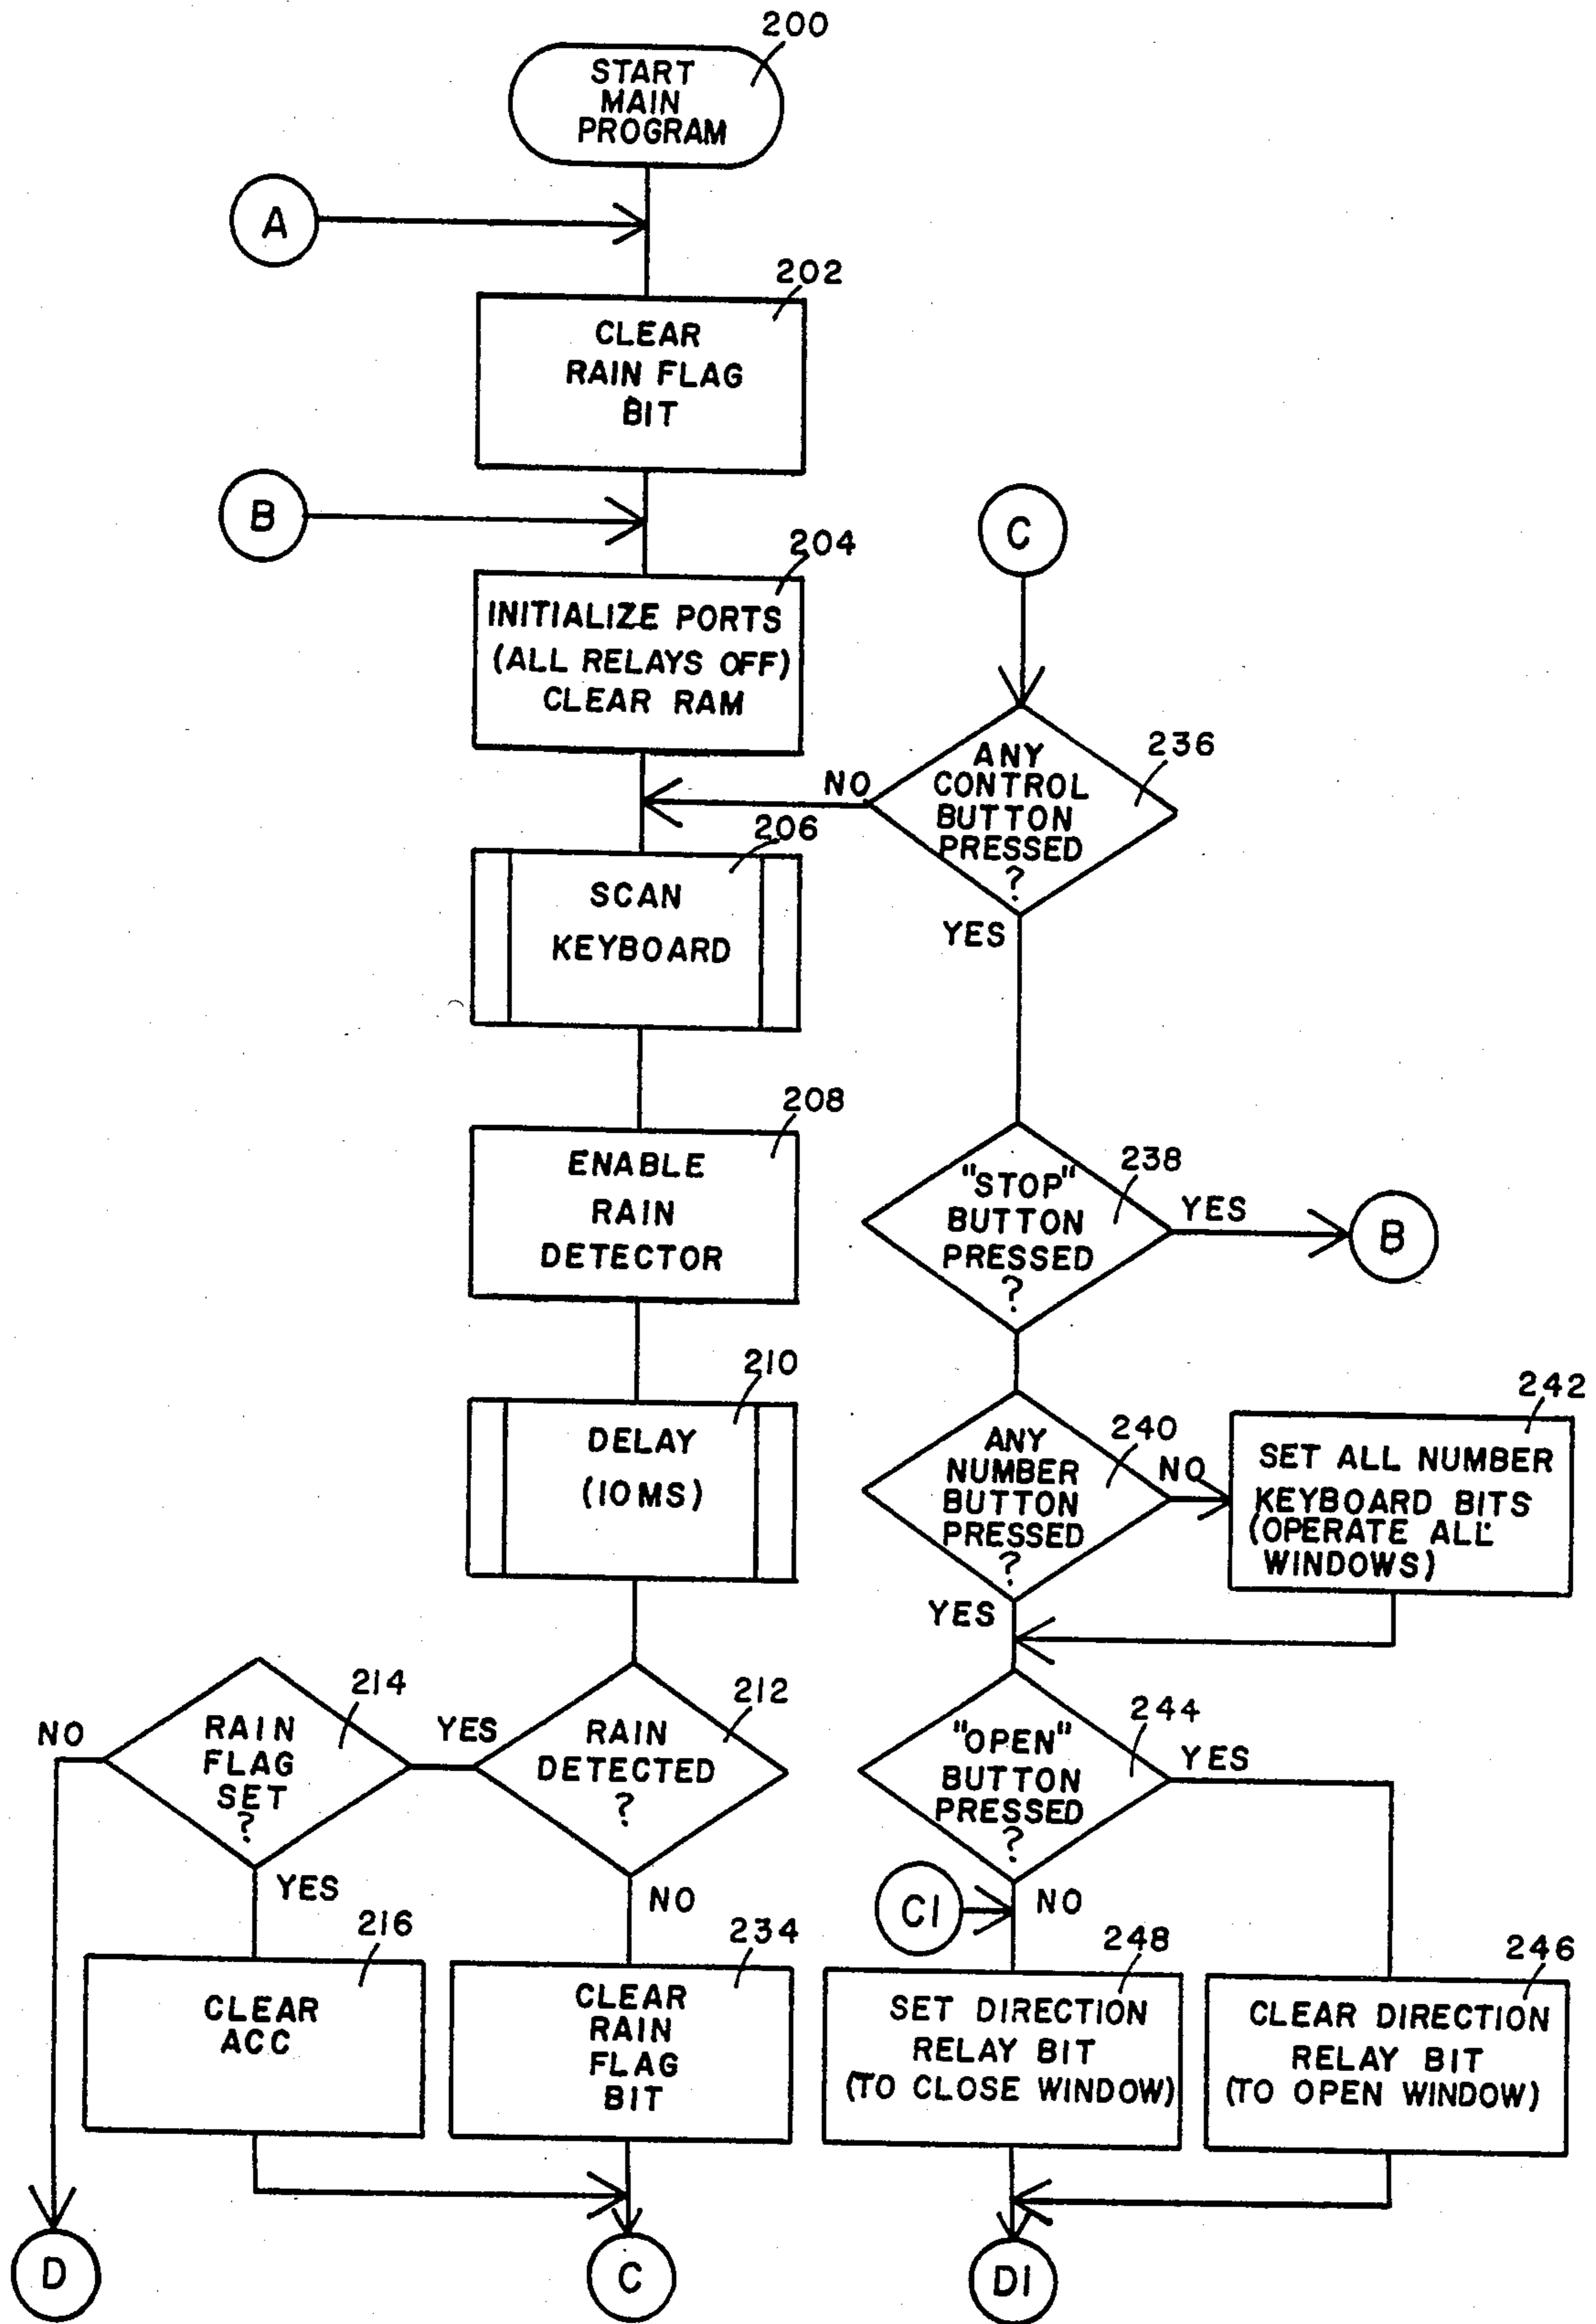 200
START
MAIN
PROGRAM
A
202
CLEAR
RAIN FLAG
BIT
B
204
INITIALIZE PORTS
(ALL RELAYS OFF)
CLEAR RAM
206
SCAN
KEYBOARD
208
ENABLE
RAIN
DETECTOR
210
DELAY
(10MS)
212
RAIN
DETECTED
?
YES
NO
214
RAIN
FLAG
SET
?
NO
YES
216
CLEAR
ACC
234
CLEAR
RAIN
FLAG
BIT
D
C
C
236
ANY
CONTROL
BUTTON
PRESSED
?
NO
YES
238
"STOP"
BUTTON
PRESSED
?
YES
B
240
ANY
NUMBER
BUTTON
PRESSED
?
NO
YES
242
SET ALL NUMBER
KEYBOARD BITS
(OPERATE ALL
WINDOWS)
244
"OPEN"
BUTTON
PRESSED
?
YES
C1
NO
248
SET DIRECTION
RELAY BIT
(TO CLOSE WINDOW)
246
CLEAR DIRECTION
RELAY BIT
(TO OPEN WINDOW)
D1